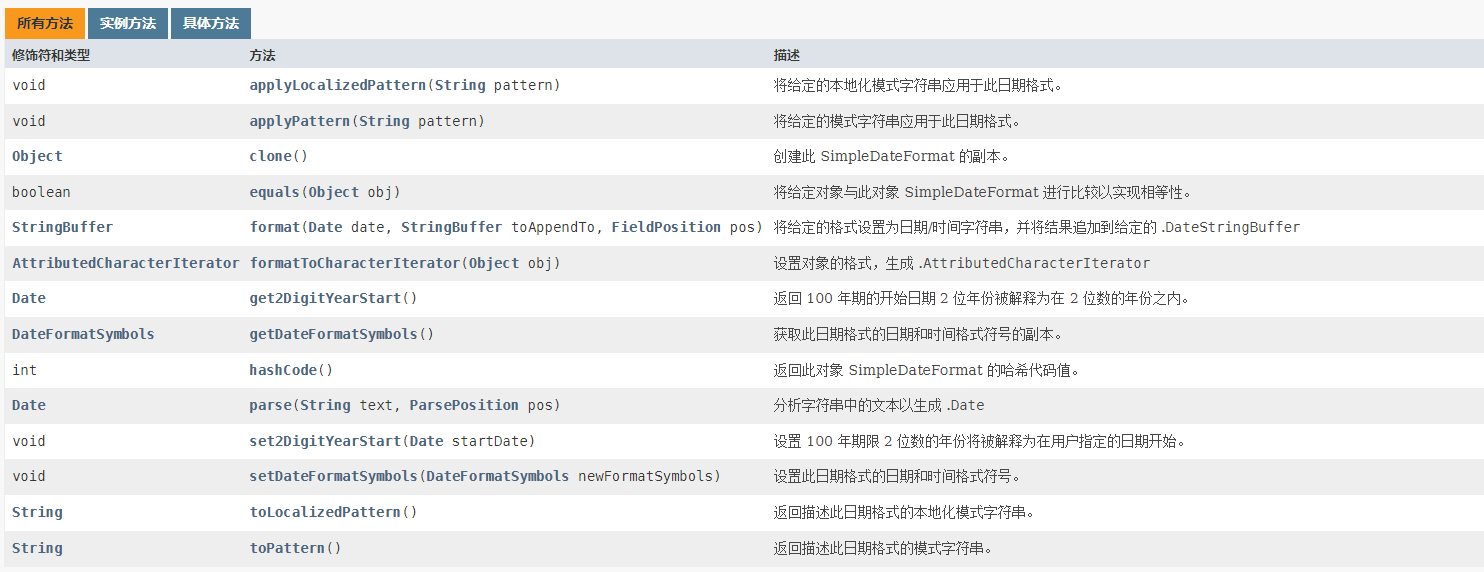 所有方法 实例方法 具体方法
修饰符和类型 方法 描述
void applyLocalizedPattern(String pattern) 将给定的本地化模式字符串应用于此日期格式。
void applyPattern(String pattern) 将给定的模式字符串应用于此日期格式。
Object clone() 创建此 SimpleDateFormat 的副本。
boolean equals(Object obj) 将给定对象与此对象 SimpleDateFormat 进行比较以实现相等性。
StringBuffer format(Date date, StringBuffer toAppendTo, FieldPosition pos) 将给定的格式设置为日期/时间字符串，并将结果追加到给定的 .DateStringBuffer
AttributedCharacterIterator formatToCharacterIterator(Object obj) 设置对象的格式，生成 .AttributedCharacterIterator
Date get2DigitYearStart() 返回 100 年期的开始日期 2 位年份被解释为在 2 位数的年份之内。
DateFormatSymbols getDateFormatSymbols() 获取此日期格式的日期和时间格式符号的副本。
int hashCode() 返回此对象 SimpleDateFormat 的哈希代码值。
Date parse(String text, ParsePosition pos) 分析字符串中的文本以生成 .Date
void set2DigitYearStart(Date startDate) 设置 100 年期限 2 位数的年份将被解释为在用户指定的日期开始。
void setDateFormatSymbols(DateFormatSymbols newFormatSymbols) 设置此日期格式的日期和时间格式符号。
String toLocalizedPattern() 返回描述此日期格式的本地化模式字符串。
String toPattern() 返回描述此日期格式的模式字符串。